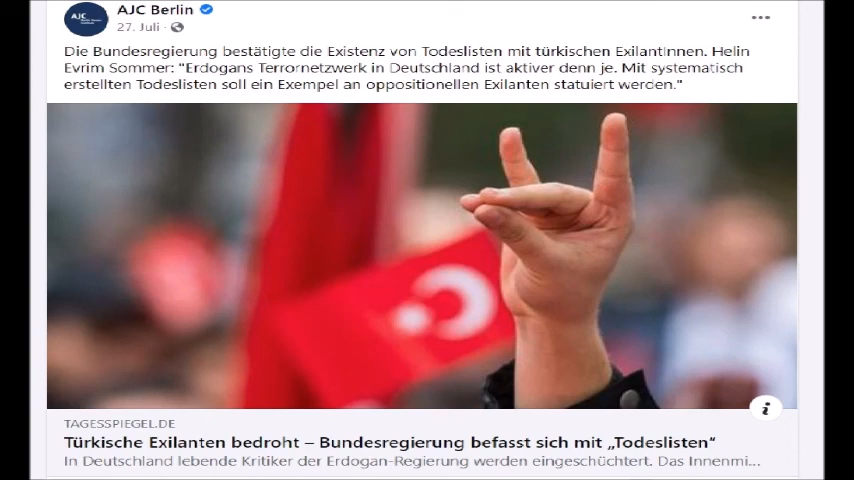 AJC
AJC Berlin
27. Juli ·
Die Bundesregierung bestätigte die Existenz von Todeslisten mit türkischen ExilantInnen. Helin
Evrim Sommer: "Erdogans Terrornetzwerk in Deutschland ist aktiver denn je. Mit systematisch
erstellten Todeslisten soll ein Exempel an oppositionellen Exilanten statuiert werden."
TAGESSPIEGEL.DE
Türkische Exilanten bedroht – Bundesregierung befasst sich mit „Todeslisten“
In Deutschland lebende Kritiker der Erdogan-Regierung werden eingeschüchtert. Das Innenmi...